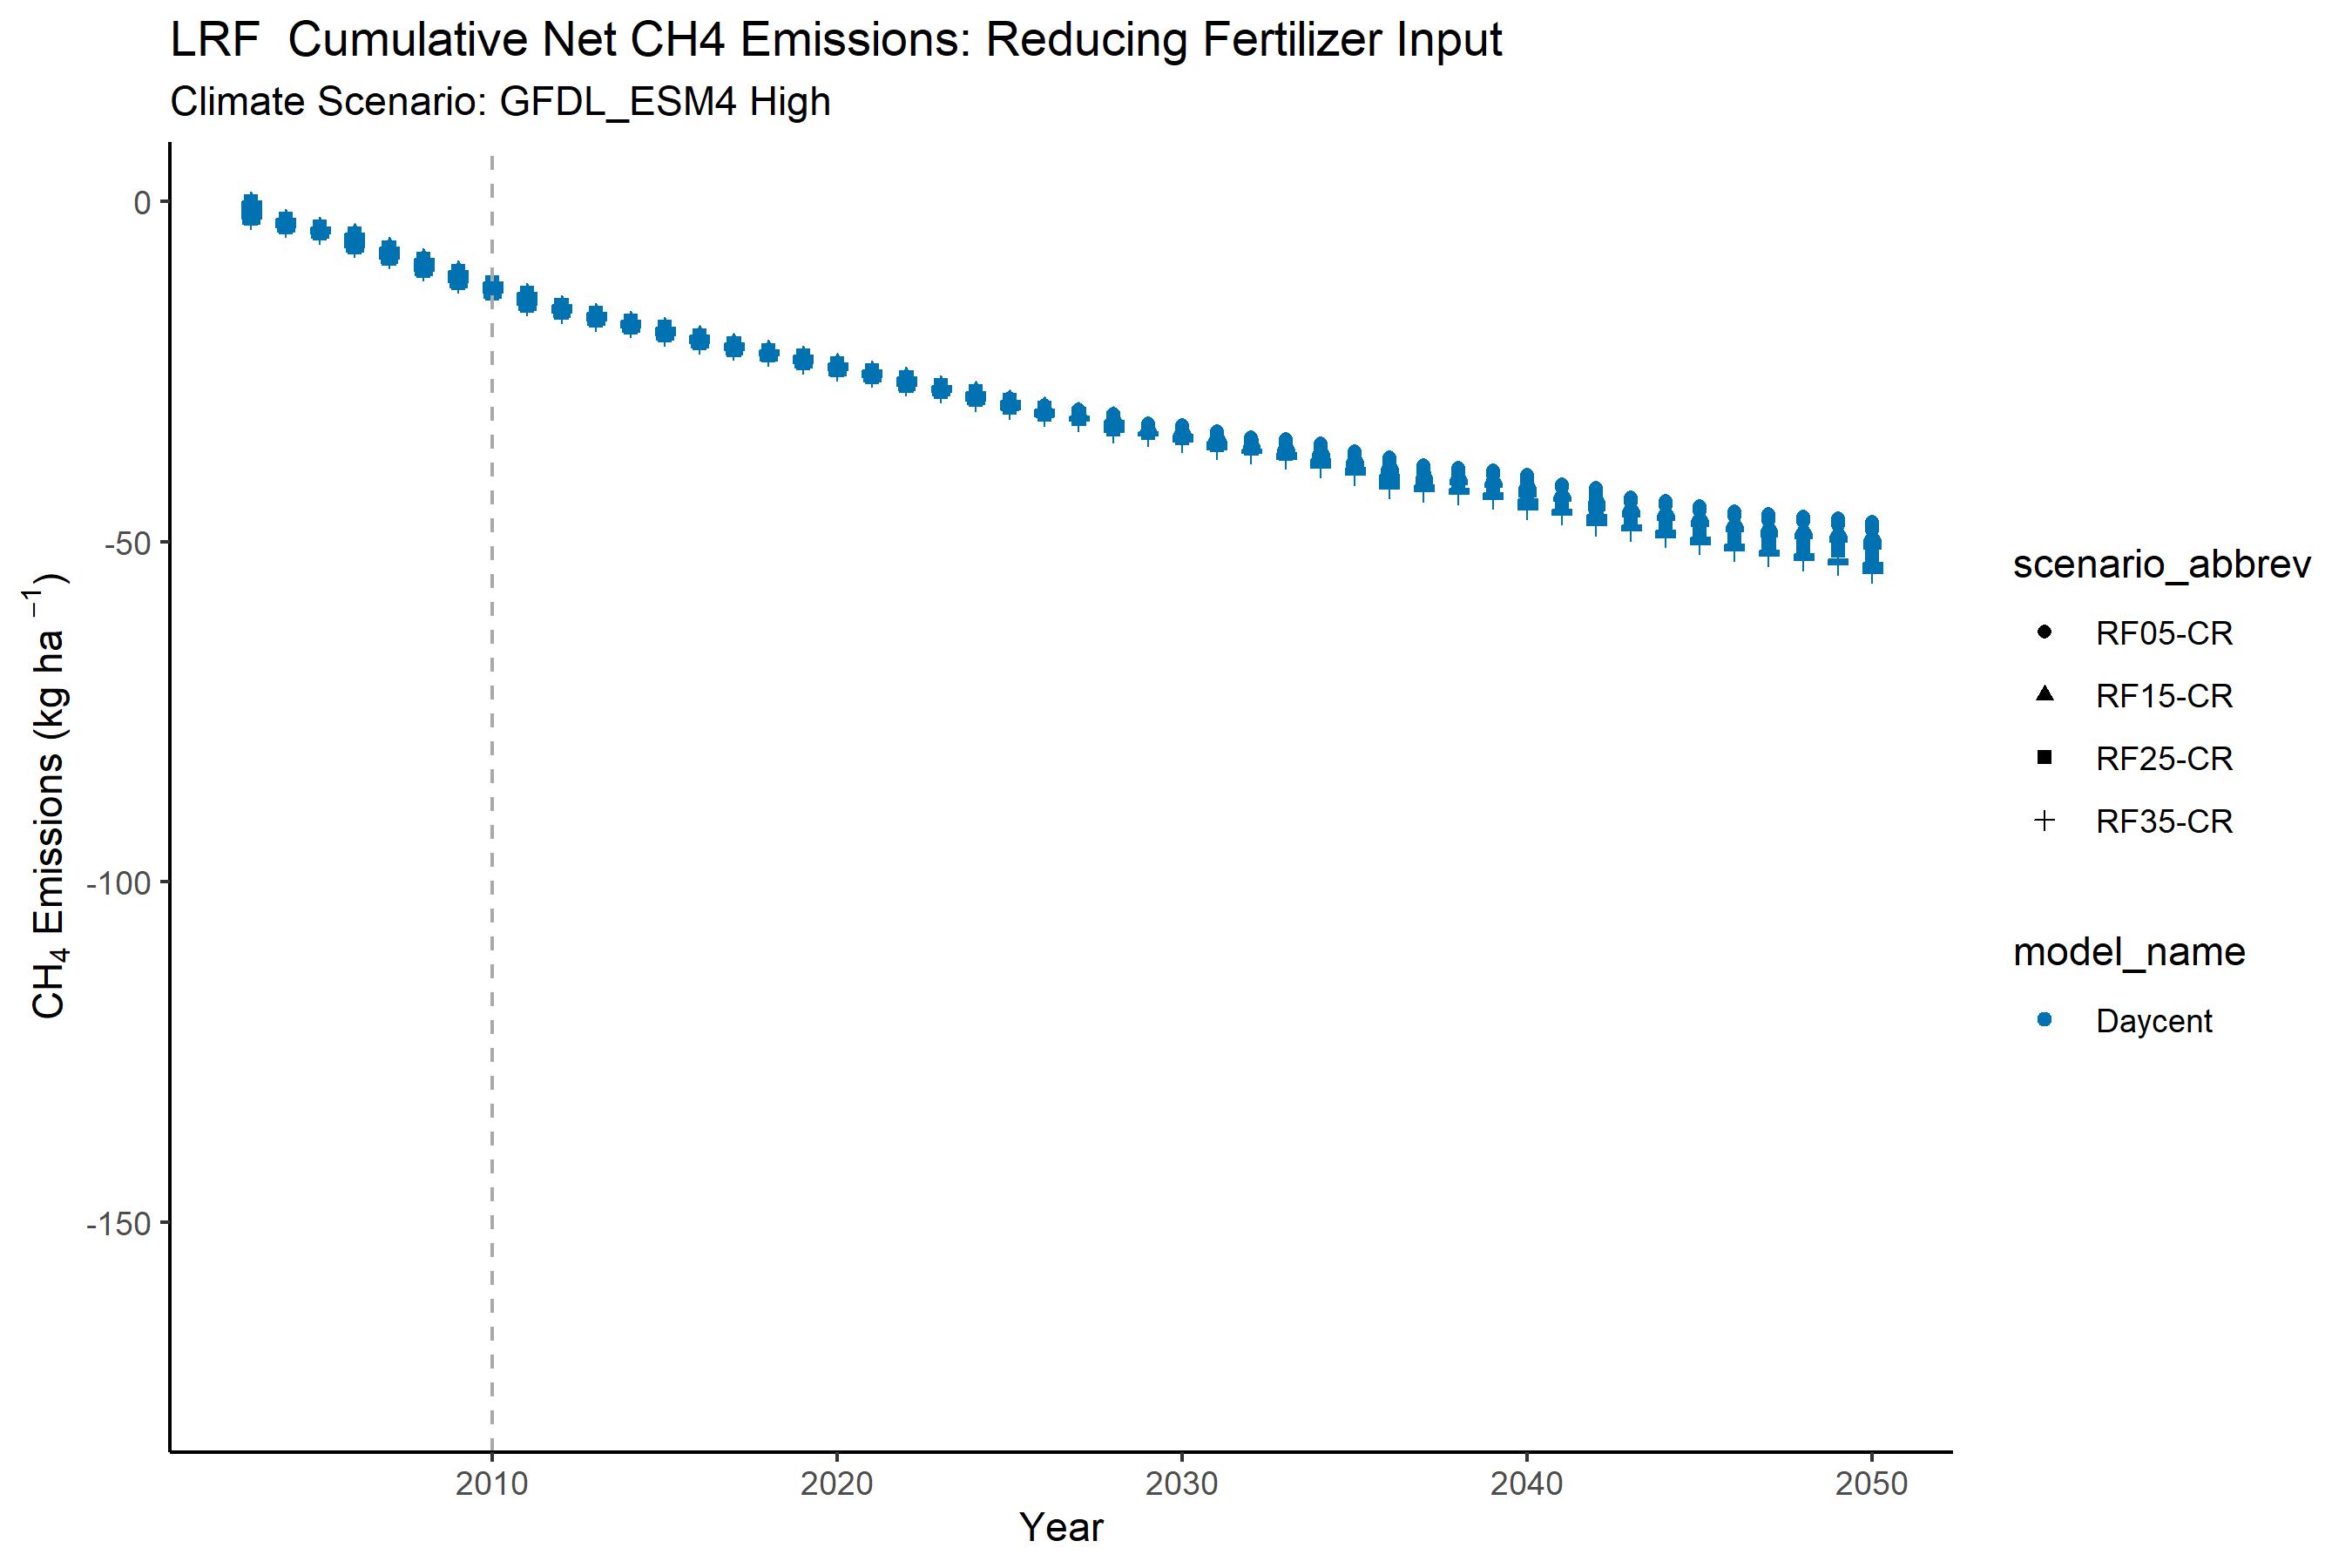 LRF  Cumulative Net CH4 Emissions: Reducing Fertilizer Input
Climate Scenario: GFDL_ESM4 High
CH₄ Emissions (kg ha ⁻¹)
0
-50
-100
-150
2010
2020
2030
2040
2050
Year
scenario_abbrev
RF05-CR
RF15-CR
RF25-CR
RF35-CR
model_name
Daycent